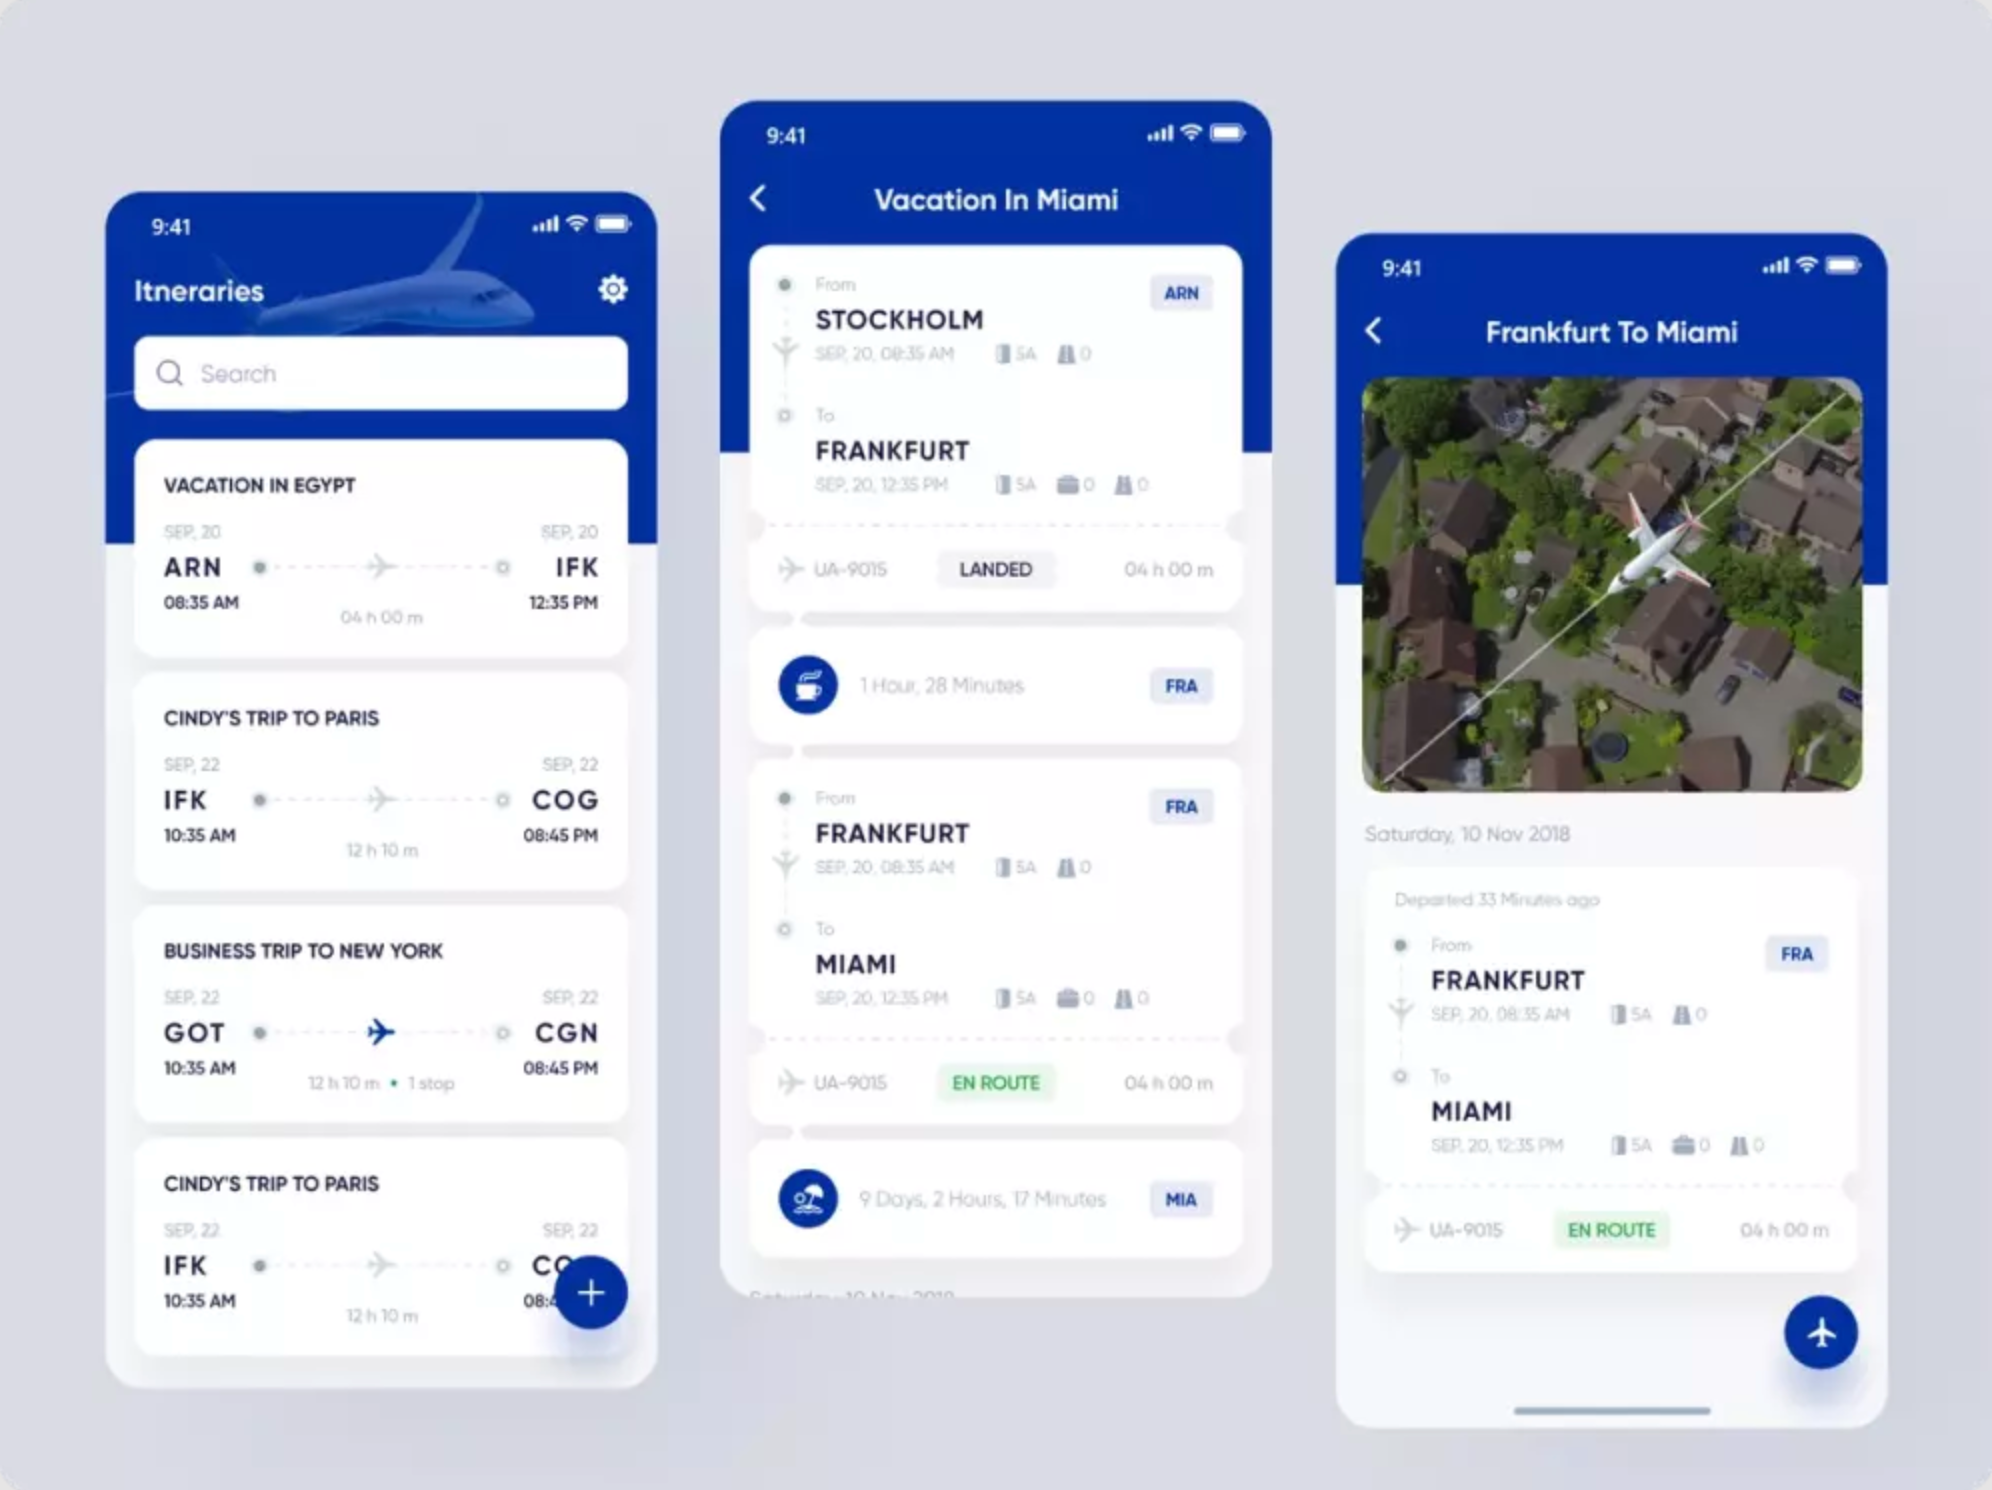 9:41
Itneraries
Search
VACATION IN EGYPT
SEP, 20 SEP, 20
ARN IFK
08:35 AM 12:35 PM
04 h 00 m
CINDY'S TRIP TO PARIS
SEP, 22 SEP, 22
IFK COG
10:35 AM 08:45 PM
12 h 10 m
BUSINESS TRIP TO NEW YORK
SEP, 22 SEP, 22
GOT CGN
10:35 AM 08:45 PM
12 h 10 m • 1 stop
CINDY'S TRIP TO PARIS
SEP, 22 SEP, 22
IFK CO
10:35 AM 08:4
12 h 10 m
+
9:41
Vacation In Miami
From ARN
STOCKHOLM
SEP, 20, 08:35 AM 5A 0
To
FRANKFURT
SEP, 20, 12:35 PM 5A 0 0
UA-9015 LANDED 04 h 00 m
1 Hour, 28 Minutes FRA
From FRA
FRANKFURT
SEP, 20, 08:35 AM 5A 0
To
MIAMI
SEP, 20, 12:35 PM 5A 0 0
UA-9015 EN ROUTE 04 h 00 m
9 Days, 2 Hours, 17 Minutes MIA
9:41
Frankfurt To Miami
Saturday, 10 Nov 2018
Departed 33 Minutes ago
From FRA
FRANKFURT
SEP, 20, 08:35 AM 5A 0
To
MIAMI
SEP, 20, 12:35 PM 5A 0 0
UA-9015 EN ROUTE 04 h 00 m